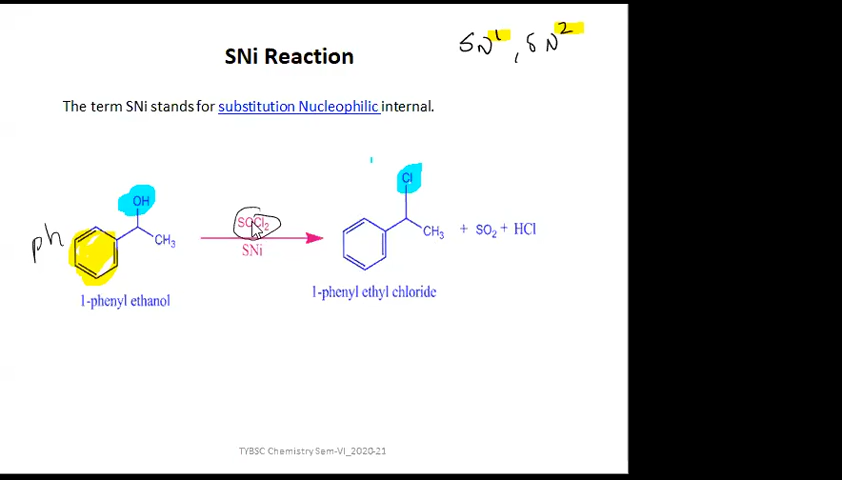 SN1, SN2
SNi Reaction
The term SNi stands for substitution Nucleophilic internal.
OH
CH3
ph
1-phenyl ethanol
SOCl2
SNi
Cl
CH3
+ SO2 + HCl
1-phenyl ethyl chloride
TYBSC Chemistry Sem-VI_2020-21